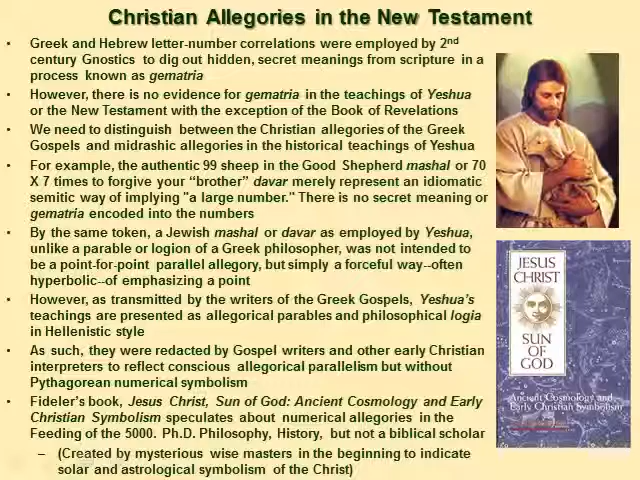 Christian Allegories in the New Testament
• Greek and Hebrew letter-number correlations were employed by 2nd
century Gnostics to dig out hidden, secret meanings from scripture in a
process known as gematria
• However, there is no evidence for gematria in the teachings of Yeshua
or the New Testament with the exception of the Book of Revelations
• We need to distinguish between the Christian allegories of the Greek
Gospels and midrashic allegories in the historical teachings of Yeshua
• For example, the authentic 99 sheep in the Good Shepherd mashal or 70
X 7 times to forgive your “brother” davar merely represent an idiomatic
semitic way of implying "a large number." There is no secret meaning or
gematria encoded into the numbers
• By the same token, a Jewish mashal or davar as employed by Yeshua,
unlike a parable or logion of a Greek philosopher, was not intended to
be a point-for-point parallel allegory, but simply a forceful way--often
hyperbolic--of emphasizing a point
• However, as transmitted by the writers of the Greek Gospels, Yeshua’s
teachings are presented as allegorical parables and philosophical logia
in Hellenistic style
• As such, they were redacted by Gospel writers and other early Christian
interpreters to reflect conscious allegorical parallelism but without
Pythagorean numerical symbolism
• Fideler’s book, Jesus Christ, Sun of God: Ancient Cosmology and Early
Christian Symbolism speculates about numerical allegories in the
Feeding of the 5000. Ph.D. Philosophy, History, but not a biblical scholar
– (Created by mysterious wise masters in the beginning to indicate
solar and astrological symbolism of the Christ)
JESUS
CHRIST
SUN
OF
GOD
Ancient Cosmology and
Early Christian Symbolism